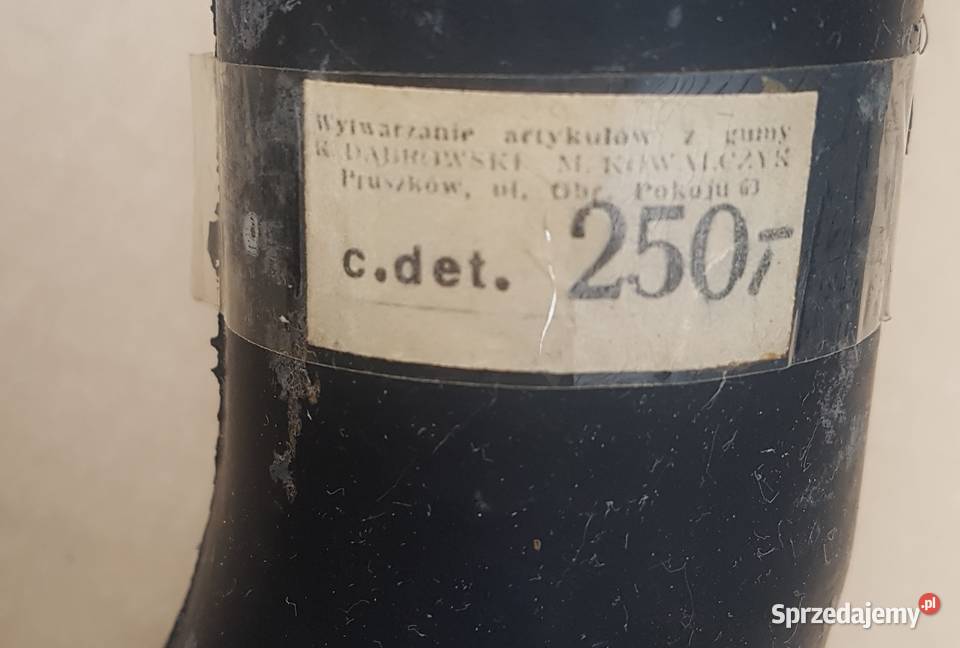 Wytwarzanie artykułów z gumy
K. DĄBROWSKI M. KOWALCZYK
Pruszków, ul. Obr. Pokoju 63
c.det. 250,-
Sprzedajemy.pl